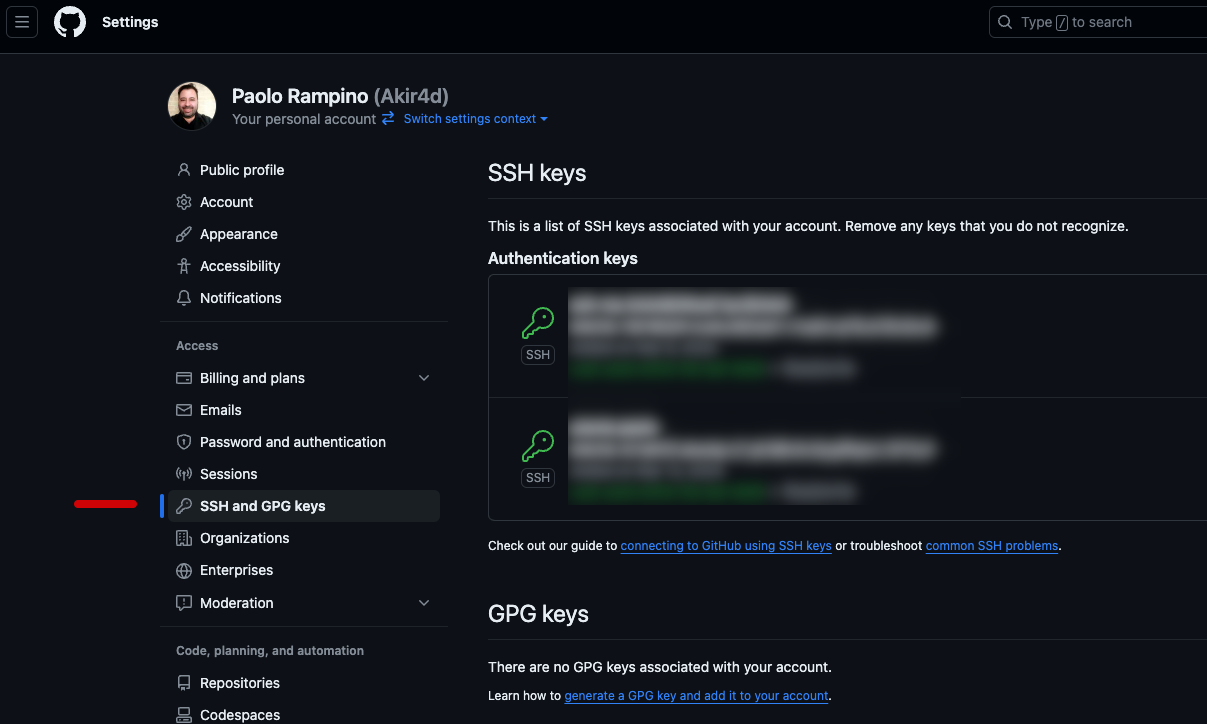 Settings
Type / to search
Paolo Rampino (Akir4d)
Your personal account Switch settings context
Public profile
Account
Appearance
Accessibility
Notifications
Access
Billing and plans
Emails
Password and authentication
Sessions
SSH and GPG keys
Organizations
Enterprises
Moderation
Code, planning, and automation
Repositories
Codespaces
SSH keys
This is a list of SSH keys associated with your account. Remove any keys that you do not recognize.
Authentication keys
SSH
SSH
Check out our guide to connecting to GitHub using SSH keys or troubleshoot common SSH problems.
GPG keys
There are no GPG keys associated with your account.
Learn how to generate a GPG key and add it to your account.